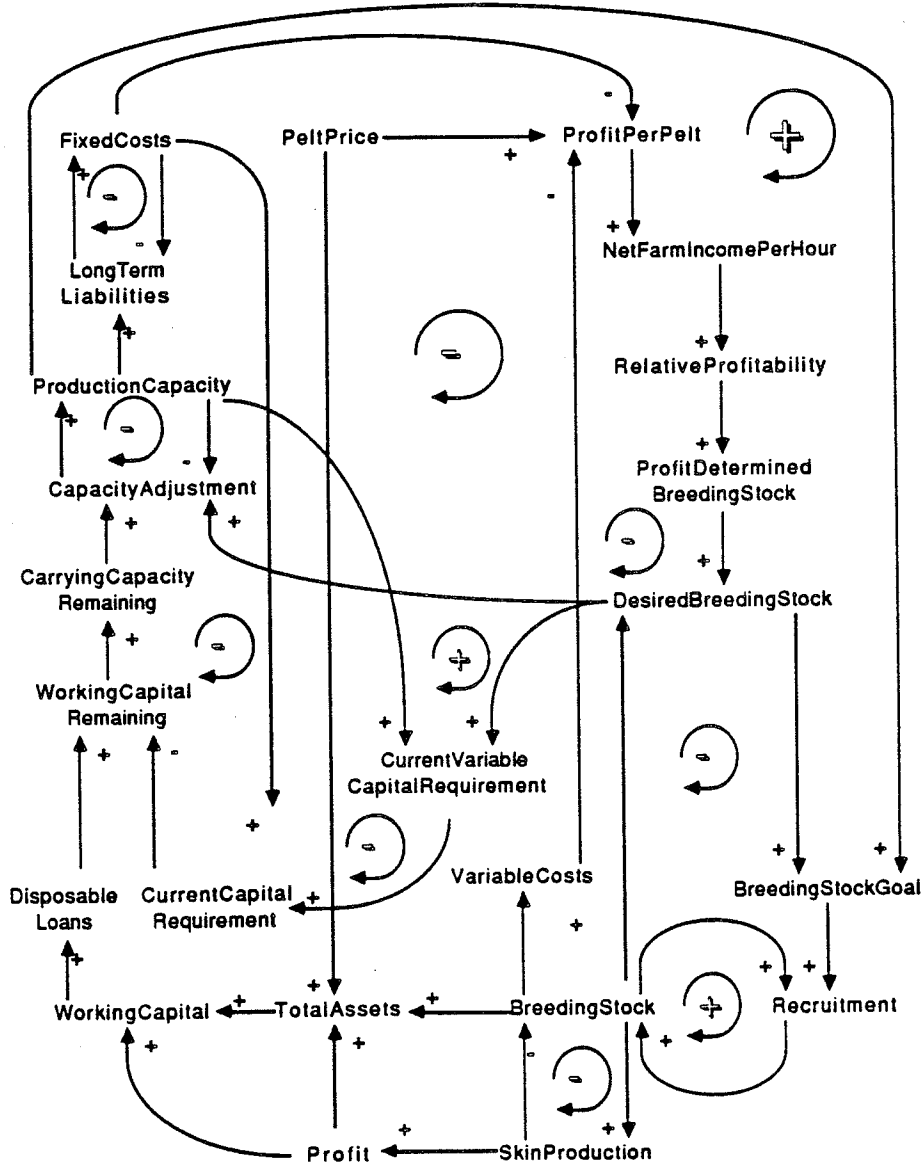 FixedCosts
PeltPrice
ProfitPerPelt
NetFarmIncomePerHour
LongTerm
Liabilities
RelativeProfitability
ProductionCapacity
ProfitDetermined
BreedingStock
CapacityAdjustment
CarryingCapacity
Remaining
DesiredBreedingStock
WorkingCapital
Remaining
CurrentVariable
CapitalRequirement
VariableCosts
BreedingStockGoal
Disposable
Loans
CurrentCapital
Requirement
WorkingCapital
TotalAssets
BreedingStock
Recruitment
Profit
SkinProduction